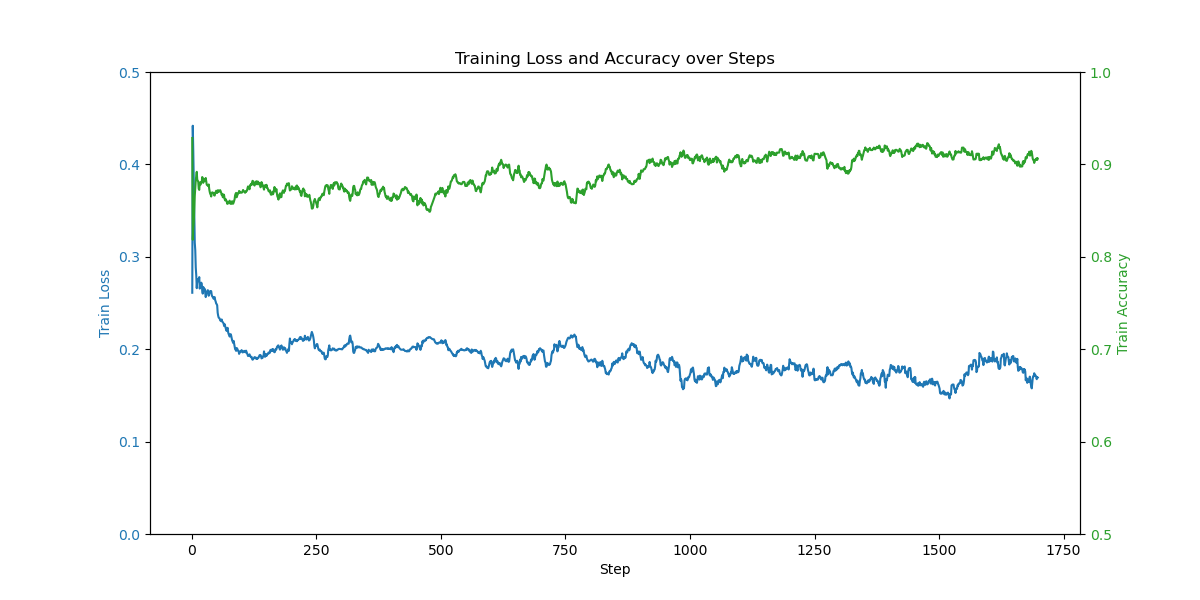 Training Loss and Accuracy over Steps
0.5
0.4
0.3
0.2
0.1
0.0
Train Loss
1.0
0.9
0.8
0.7
0.6
0.5
Train Accuracy
0 250 500 750 1000 1250 1500 1750
Step